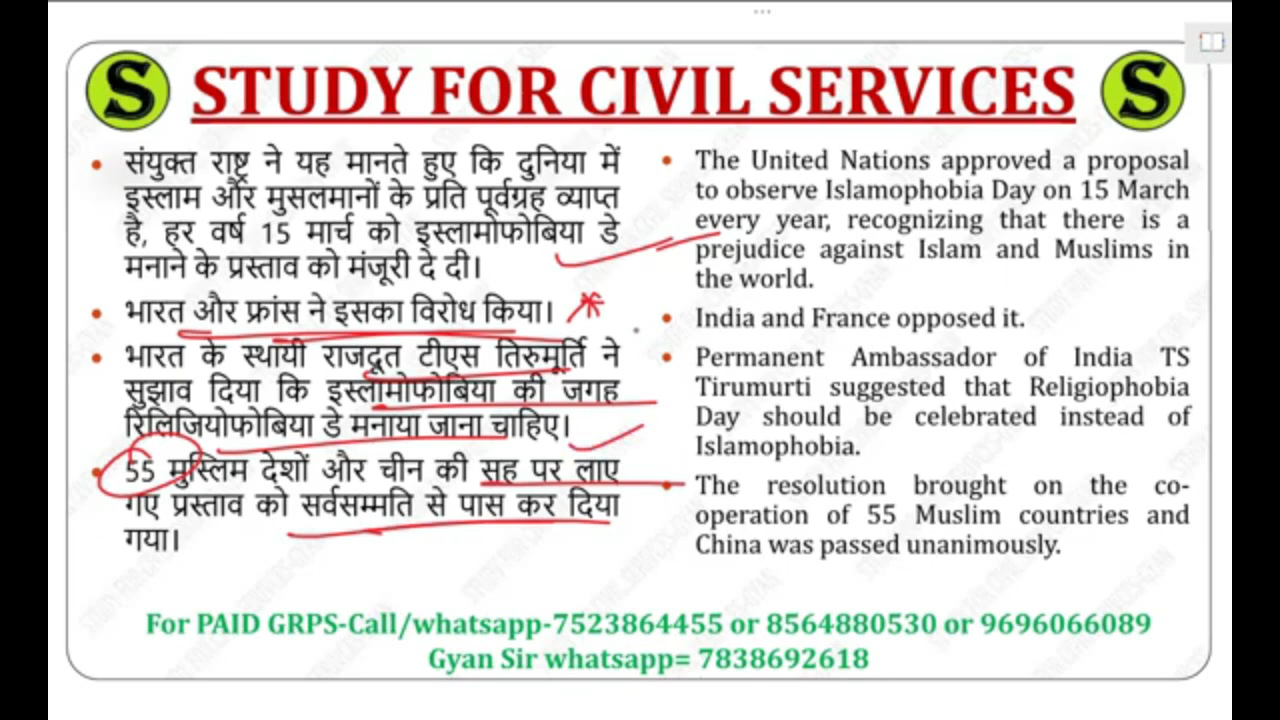 S STUDY FOR CIVIL SERVICES S
संयुक्त राष्ट्र ने यह मानते हुए कि दुनिया में
इस्लाम और मुसलमानों के प्रति पूर्वग्रह व्याप्त
है, हर वर्ष 15 मार्च को इस्लामोफोबिया डे
मनाने के प्रस्ताव को मंजूरी दे दी।
भारत और फ्रांस ने इसका विरोध किया।
भारत के स्थायी राजदूत टीएस तिरुमूर्ति ने
सुझाव दिया कि इस्लामोफोबिया की जगह
रिलिजियोफोबिया डे मनाया जाना चाहिए।
55 मुस्लिम देशों और चीन की सह पर लाए
गए प्रस्ताव को सर्वसम्मति से पास कर दिया
गया।
The United Nations approved a proposal
to observe Islamophobia Day on 15 March
every year, recognizing that there is a
prejudice against Islam and Muslims in
the world.
India and France opposed it.
Permanent Ambassador of India TS
Tirumurti suggested that Religiophobia
Day should be celebrated instead of
Islamophobia.
The resolution brought on the co-
operation of 55 Muslim countries and
China was passed unanimously.
For PAID GRPS-Call/whatsapp-7523864455 or 8564880530 or 9696066089
Gyan Sir whatsapp= 7838692618